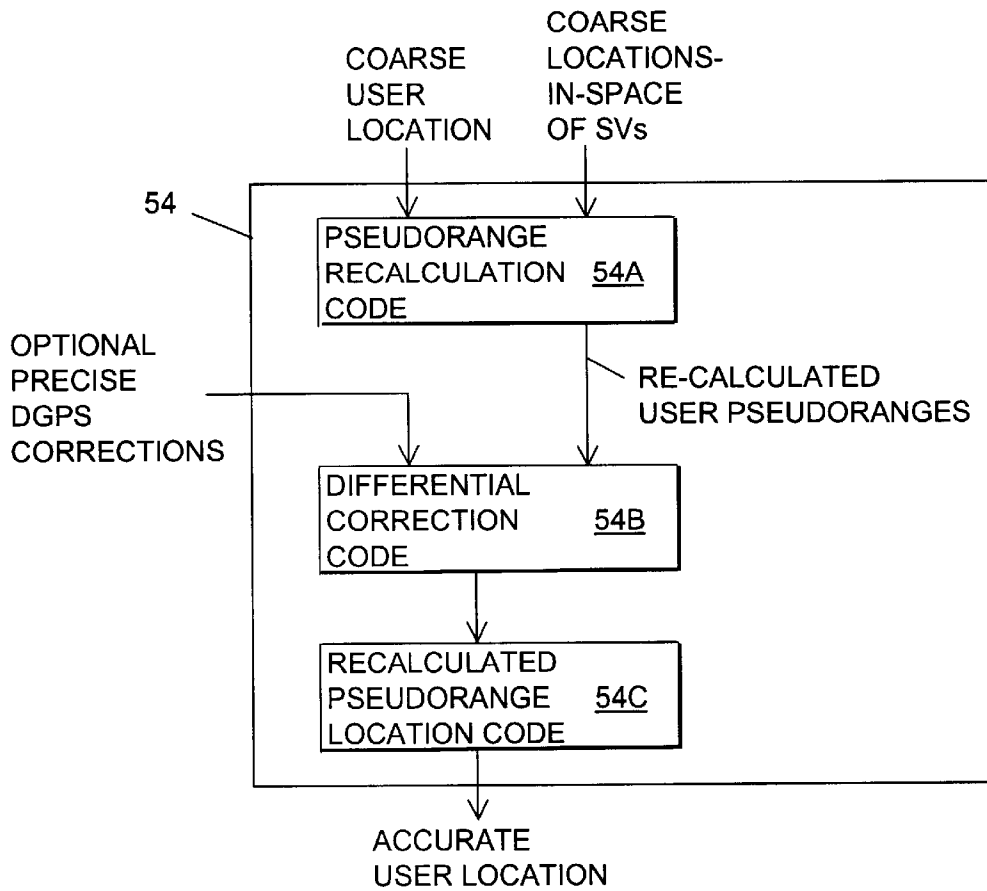 COARSE
USER
LOCATION
COARSE
LOCATIONS-
IN-SPACE
OF SVs
54
PSEUDORANGE
RECALCULATION 54A
CODE
OPTIONAL
PRECISE
DGPS
CORRECTIONS
RE-CALCULATED
USER PSEUDORANGES
DIFFERENTIAL
CORRECTION 54B
CODE
RECALCULATED
PSEUDORANGE 54C
LOCATION CODE
ACCURATE
USER LOCATION